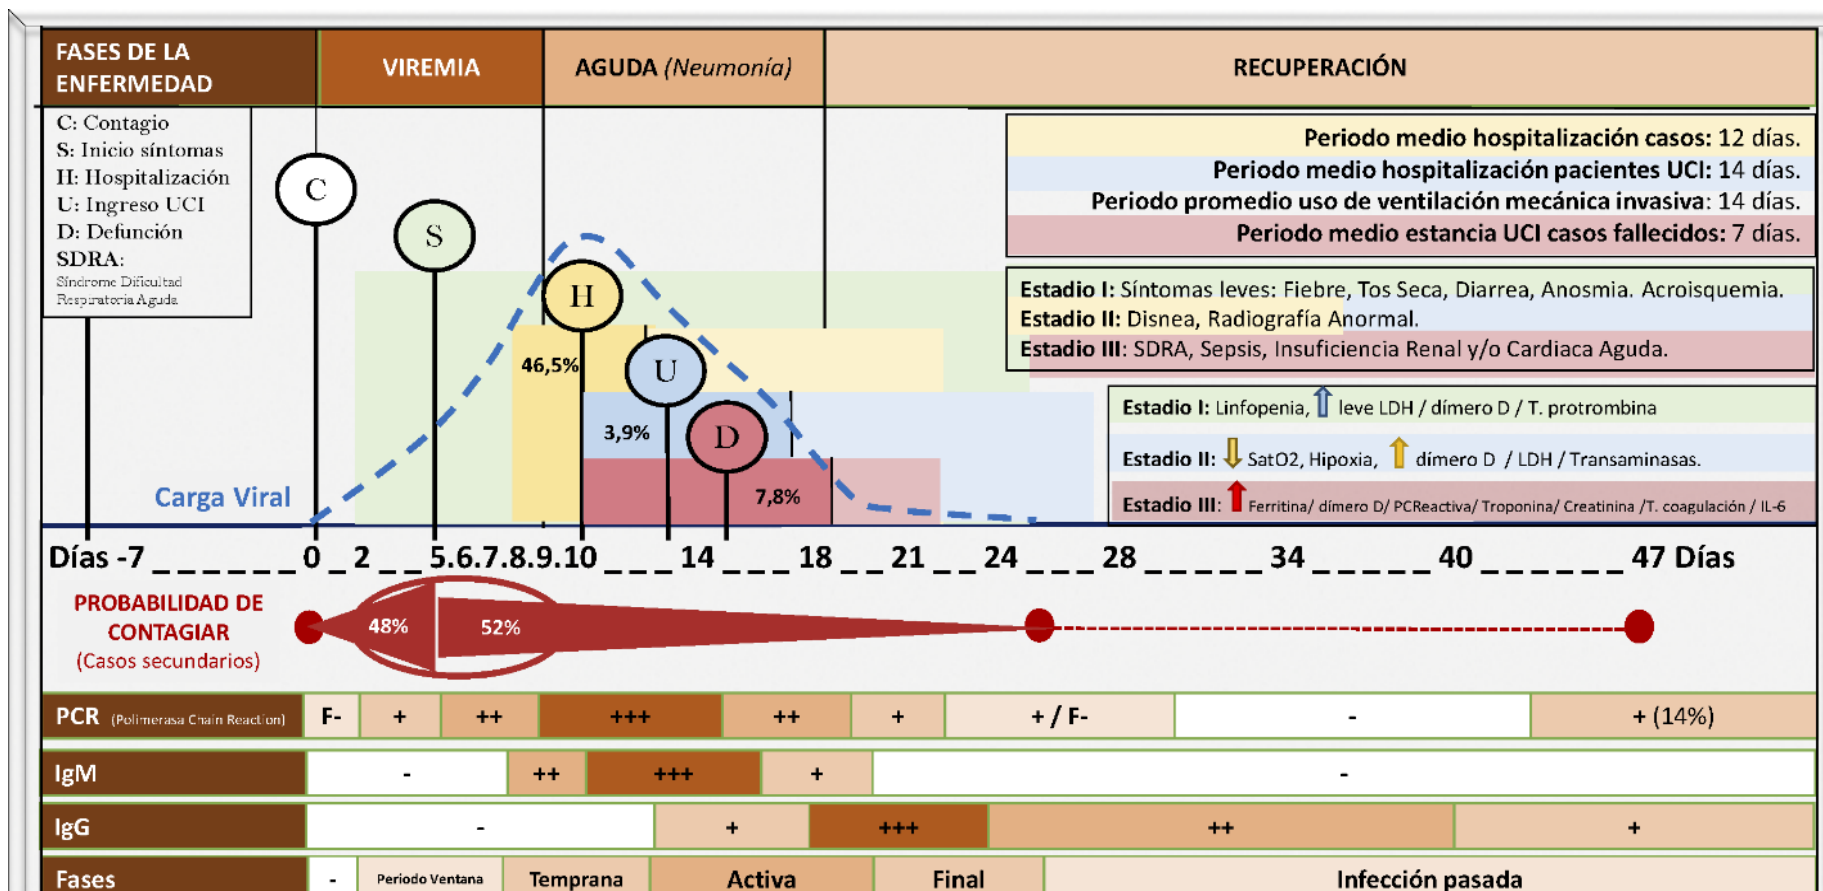 FASES DE LA
ENFERMEDAD
VIREMIA
AGUDA (Neumonía)
RECUPERACIÓN
C: Contagio
S: Inicio síntomas
H: Hospitalización
U: Ingreso UCI
D: Defunción
SDRA:
Síndrome Dificultad
Respiratoria Aguda
C
S
H
U
D
46,5%
3,9%
7,8%
Carga Viral
Periodo medio hospitalización casos: 12 días.
Periodo medio hospitalización pacientes UCI: 14 días.
Periodo promedio uso de ventilación mecánica invasiva: 14 días.
Periodo medio estancia UCI casos fallecidos: 7 días.
Estadio I: Síntomas leves: Fiebre, Tos Seca, Diarrea, Anosmia. Acroisquemia.
Estadio II: Disnea, Radiografía Anormal.
Estadio III: SDRA, Sepsis, Insuficiencia Renal y/o Cardiaca Aguda.
Estadio I: Linfopenia, leve LDH / dímero D / T. protrombina
Estadio II: SatO2, Hipoxia, dímero D / LDH / Transaminasas.
Estadio III: Ferritina/ dímero D/ PCReactiva/ Troponina/ Creatinina /T. coagulación / IL-6
Días -7 _ _ _ _ _ _ _ 0 _ 2 _ _ 5.6.7.8.9.10 _ _ _ 14 _ _ _ 18 _ _ 21 _ _ 24 _ _ _ 28 _ _ _ _ _ 34 _ _ _ _ _ 40 _ _ _ _ _ _ 47 Días
PROBABILIDAD DE
CONTAGIAR
(Casos secundarios)
48%
52%
PCR (Polimerasa Chain Reaction) F- + ++ +++ ++ + + / F- - + (14%)
IgM - ++ +++ + -
IgG - + +++ ++ +
Fases - Periodo Ventana Temprana Activa Final Infección pasada